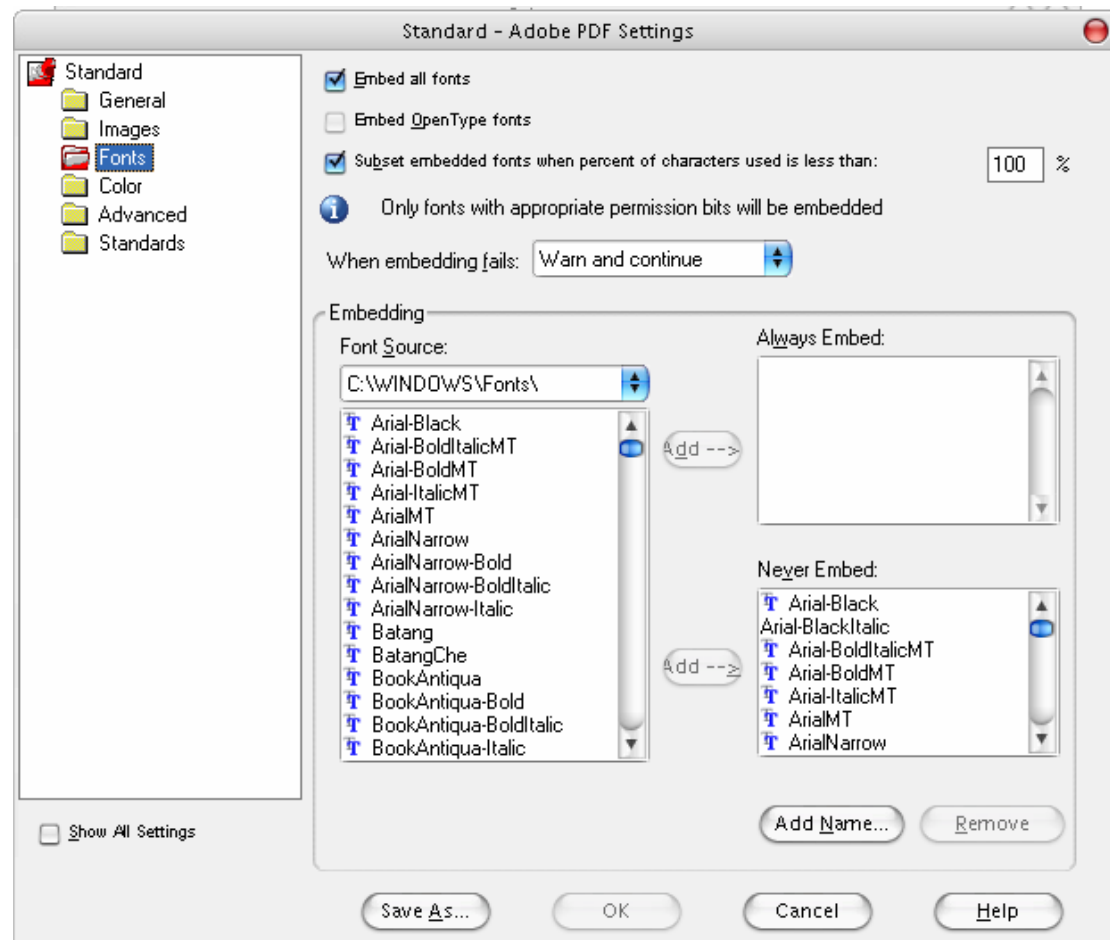 Standard - Adobe PDF Settings
Standard
General
Images
Fonts
Color
Advanced
Standards
Show All Settings
Embed all fonts
Embed OpenType fonts
Subset embedded fonts when percent of characters used is less than: 100 %
Only fonts with appropriate permission bits will be embedded
When embedding fails: Warn and continue
Embedding
Font Source:
C:\WINDOWS\Fonts\
Arial-Black
Arial-BoldItalicMT
Arial-BoldMT
Arial-ItalicMT
ArialMT
ArialNarrow
ArialNarrow-Bold
ArialNarrow-BoldItalic
ArialNarrow-Italic
Batang
BatangChe
BookAntiqua
BookAntiqua-Bold
BookAntiqua-BoldItalic
BookAntiqua-Italic
Add -->
Add -->
Always Embed:
Never Embed:
Arial-Black
Arial-BlackItalic
Arial-BoldItalicMT
Arial-BoldMT
Arial-ItalicMT
ArialMT
ArialNarrow
Add Name... Remove
Save As... OK Cancel Help